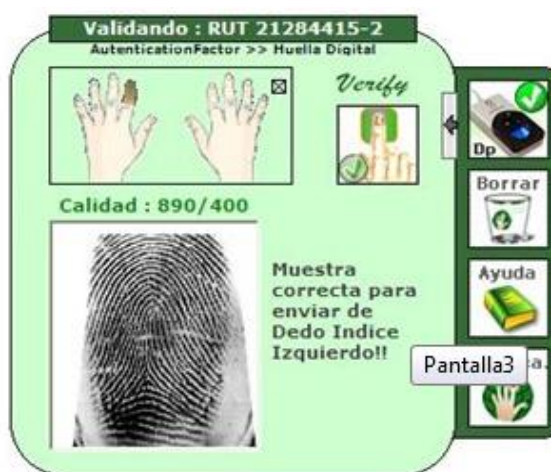 Validando : RUT 21284415-2
AutenticationFactor >> Huella Digital
Verify
Dp
Borrar
Calidad : 890/400
Muestra
correcta para
enviar de
Dedo Indice
Izquierdo!!
Ayuda
Pantalla3